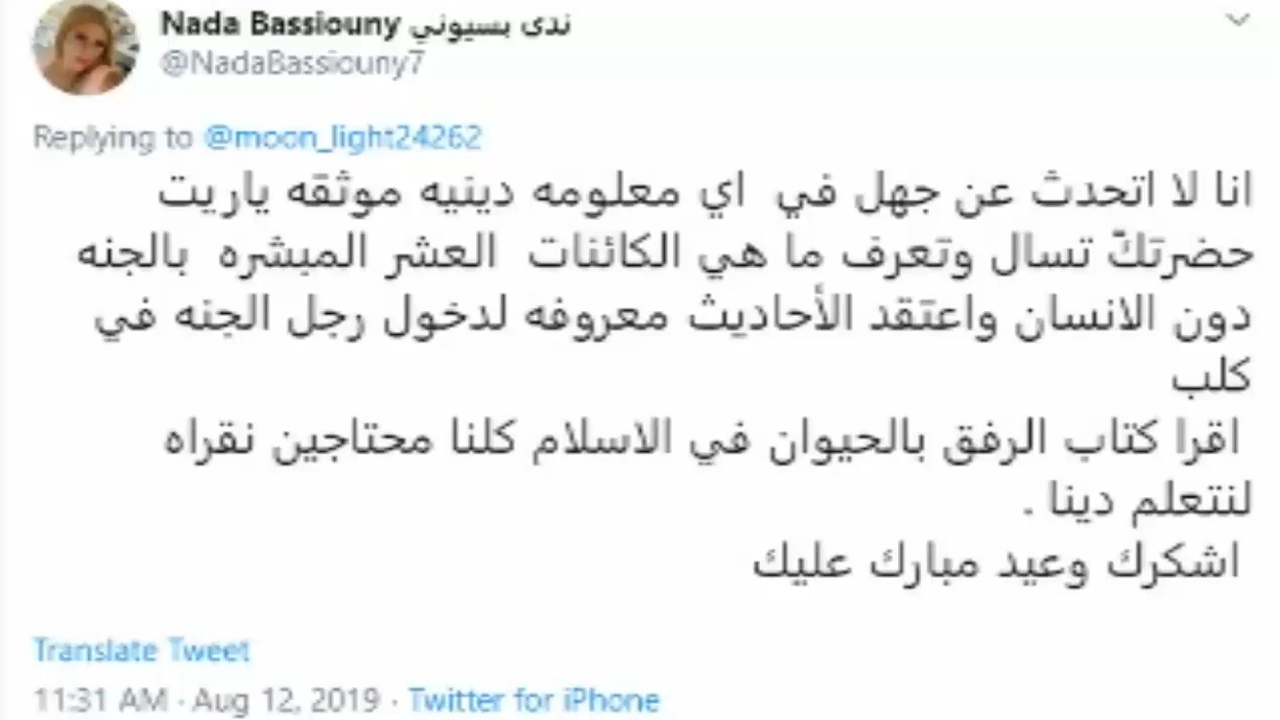 Nada Bassiouny ندى بسيوني
@NadaBassiouny7
Replying to @moon_light24262
انا لا اتحدث عن جهل في اي معلومه دينيه موثقه ياريت
حضرتكّ تسال وتعرف ما هي الكائنات العشر المبشره بالجنه
دون الانسان واعتقد الأحاديث معروفه لدخول رجل الجنه في
كلب
اقرا كتاب الرفق بالحيوان في الاسلام كلنا محتاجين نقراه
لنتعلم دينا .
اشكرك وعيد مبارك عليك
Translate Tweet
11:31 AM · Aug 12, 2019 · Twitter for iPhone